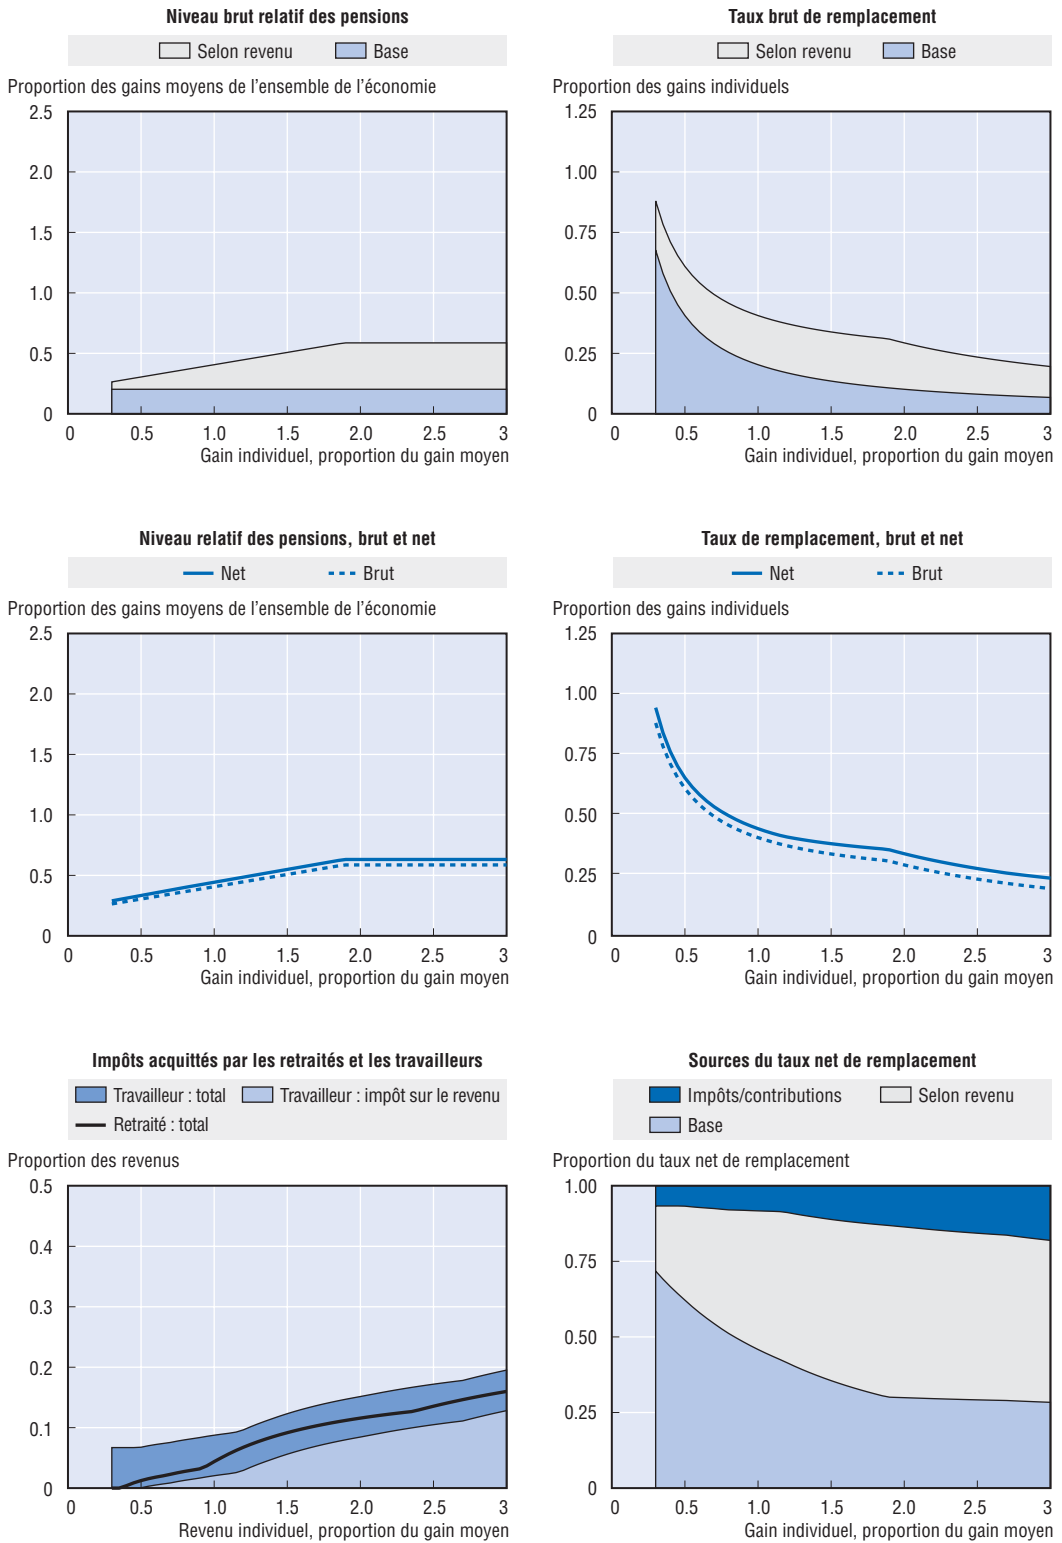 Niveau brut relatif des pensions
Selon revenu Base
Proportion des gains moyens de l'ensemble de l'économie
2.5
2.0
1.5
1.0
0.5
0
0 0.5 1.0 1.5 2.0 2.5 3
Gain individuel, proportion du gain moyen
Taux brut de remplacement
Selon revenu Base
Proportion des gains individuels
1.25
1.00
0.75
0.50
0.25
0
0 0.5 1.0 1.5 2.0 2.5 3
Gain individuel, proportion du gain moyen
Niveau relatif des pensions, brut et net
Net Brut
Proportion des gains moyens de l'ensemble de l'économie
2.5
2.0
1.5
1.0
0.5
0
0 0.5 1.0 1.5 2.0 2.5 3
Gain individuel, proportion du gain moyen
Taux de remplacement, brut et net
Net Brut
Proportion des gains individuels
1.25
1.00
0.75
0.50
0.25
0
0 0.5 1.0 1.5 2.0 2.5 3
Gain individuel, proportion du gain moyen
Impôts acquittés par les retraités et les travailleurs
Travailleur : total Travailleur : impôt sur le revenu
Retraité : total
Proportion des revenus
0.5
0.4
0.3
0.2
0.1
0
0 0.5 1.0 1.5 2.0 2.5 3
Revenu individuel, proportion du gain moyen
Sources du taux net de remplacement
Impôts/contributions Selon revenu
Base
Proportion du taux net de remplacement
1.00
0.75
0.50
0.25
0
0 0.5 1.0 1.5 2.0 2.5 3
Gain individuel, proportion du gain moyen